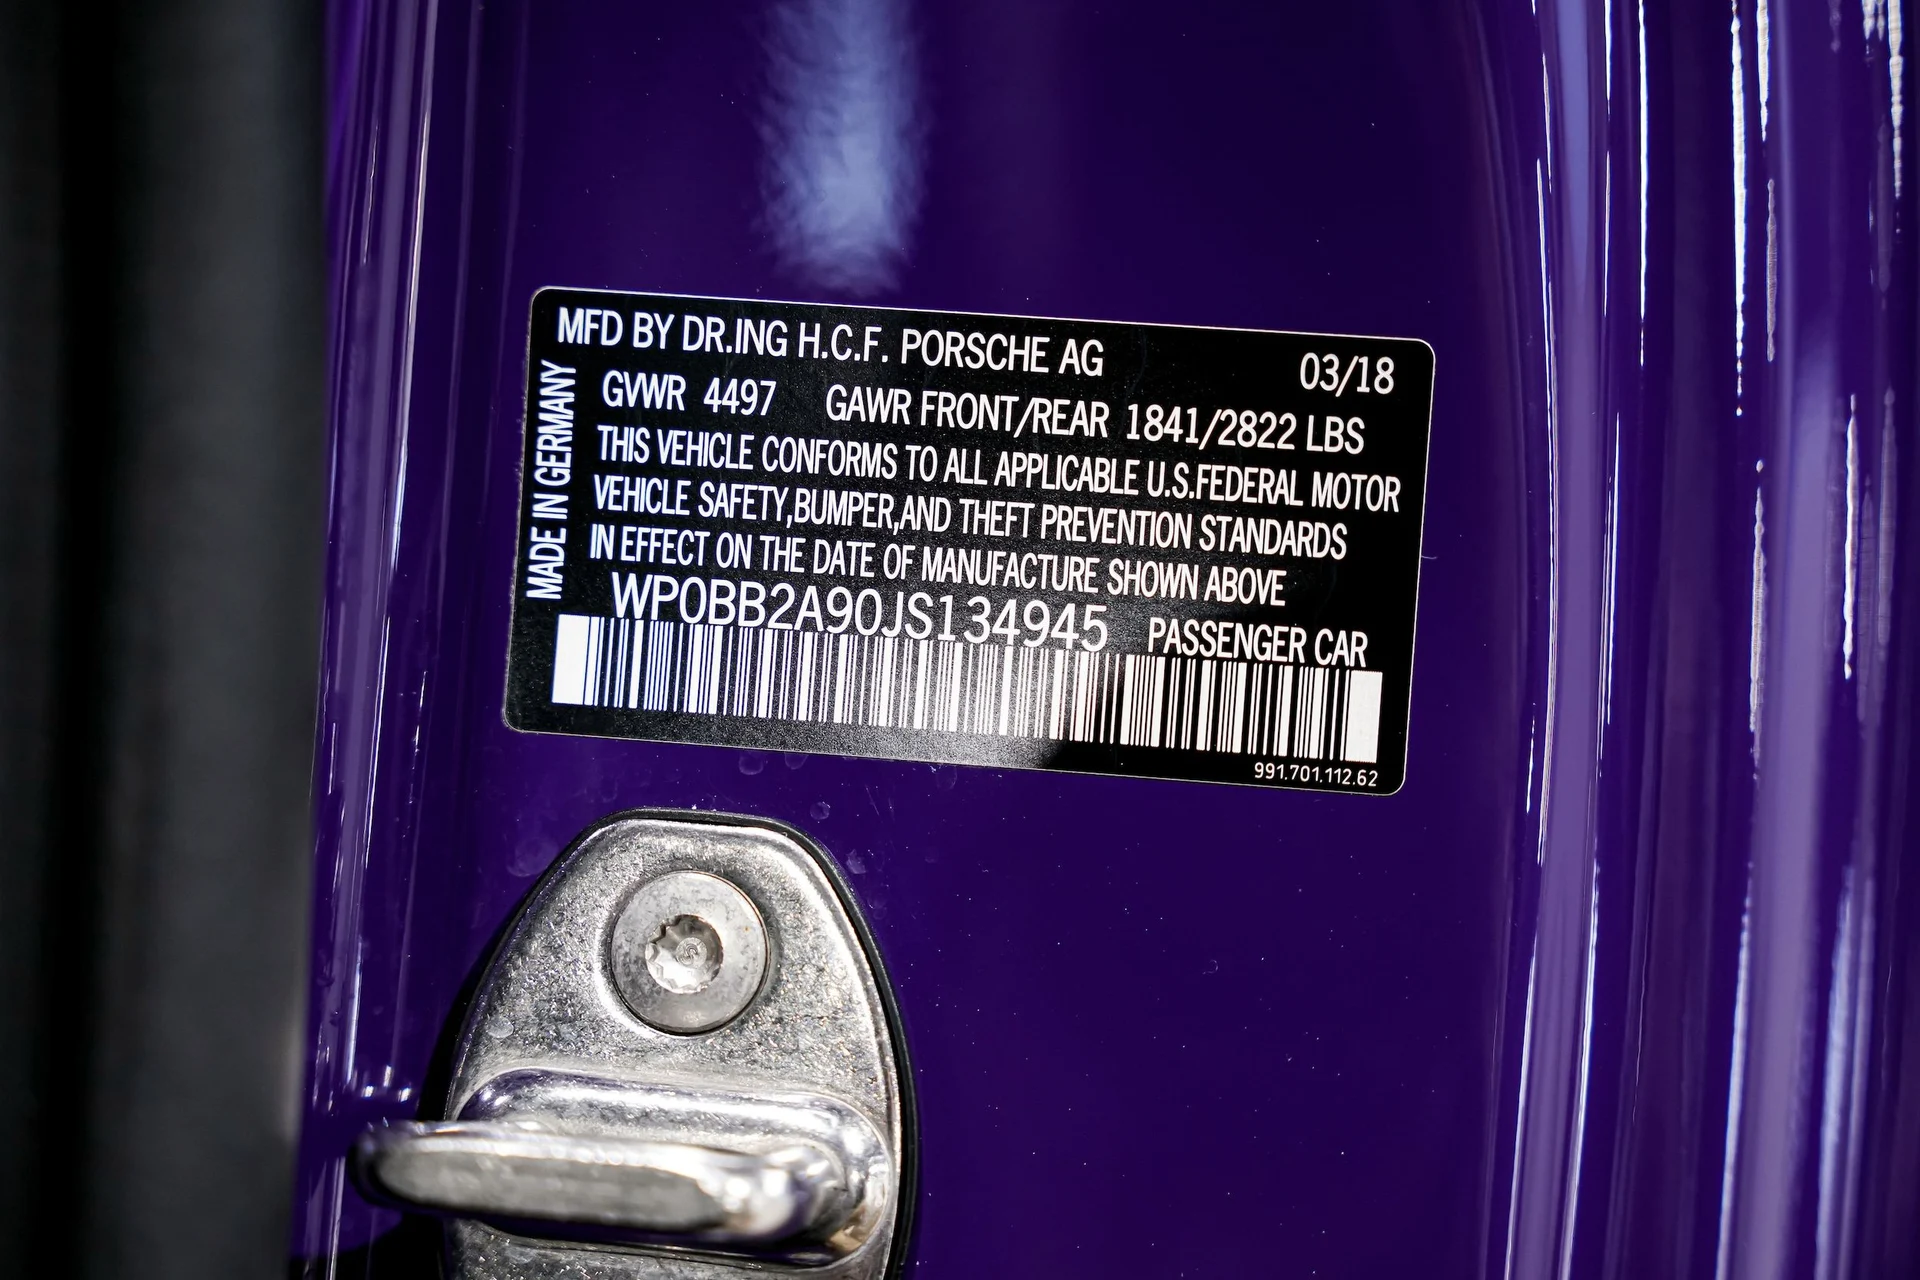 MFD BY DR.ING H.C.F. PORSCHE AG 03/18
MADE IN GERMANY
GVWR 4497 GAWR FRONT/REAR 1841/2822 LBS
THIS VEHICLE CONFORMS TO ALL APPLICABLE U.S.FEDERAL MOTOR
VEHICLE SAFETY,BUMPER,AND THEFT PREVENTION STANDARDS
IN EFFECT ON THE DATE OF MANUFACTURE SHOWN ABOVE
WP0BB2A90JS134945 PASSENGER CAR
991.701.112.62